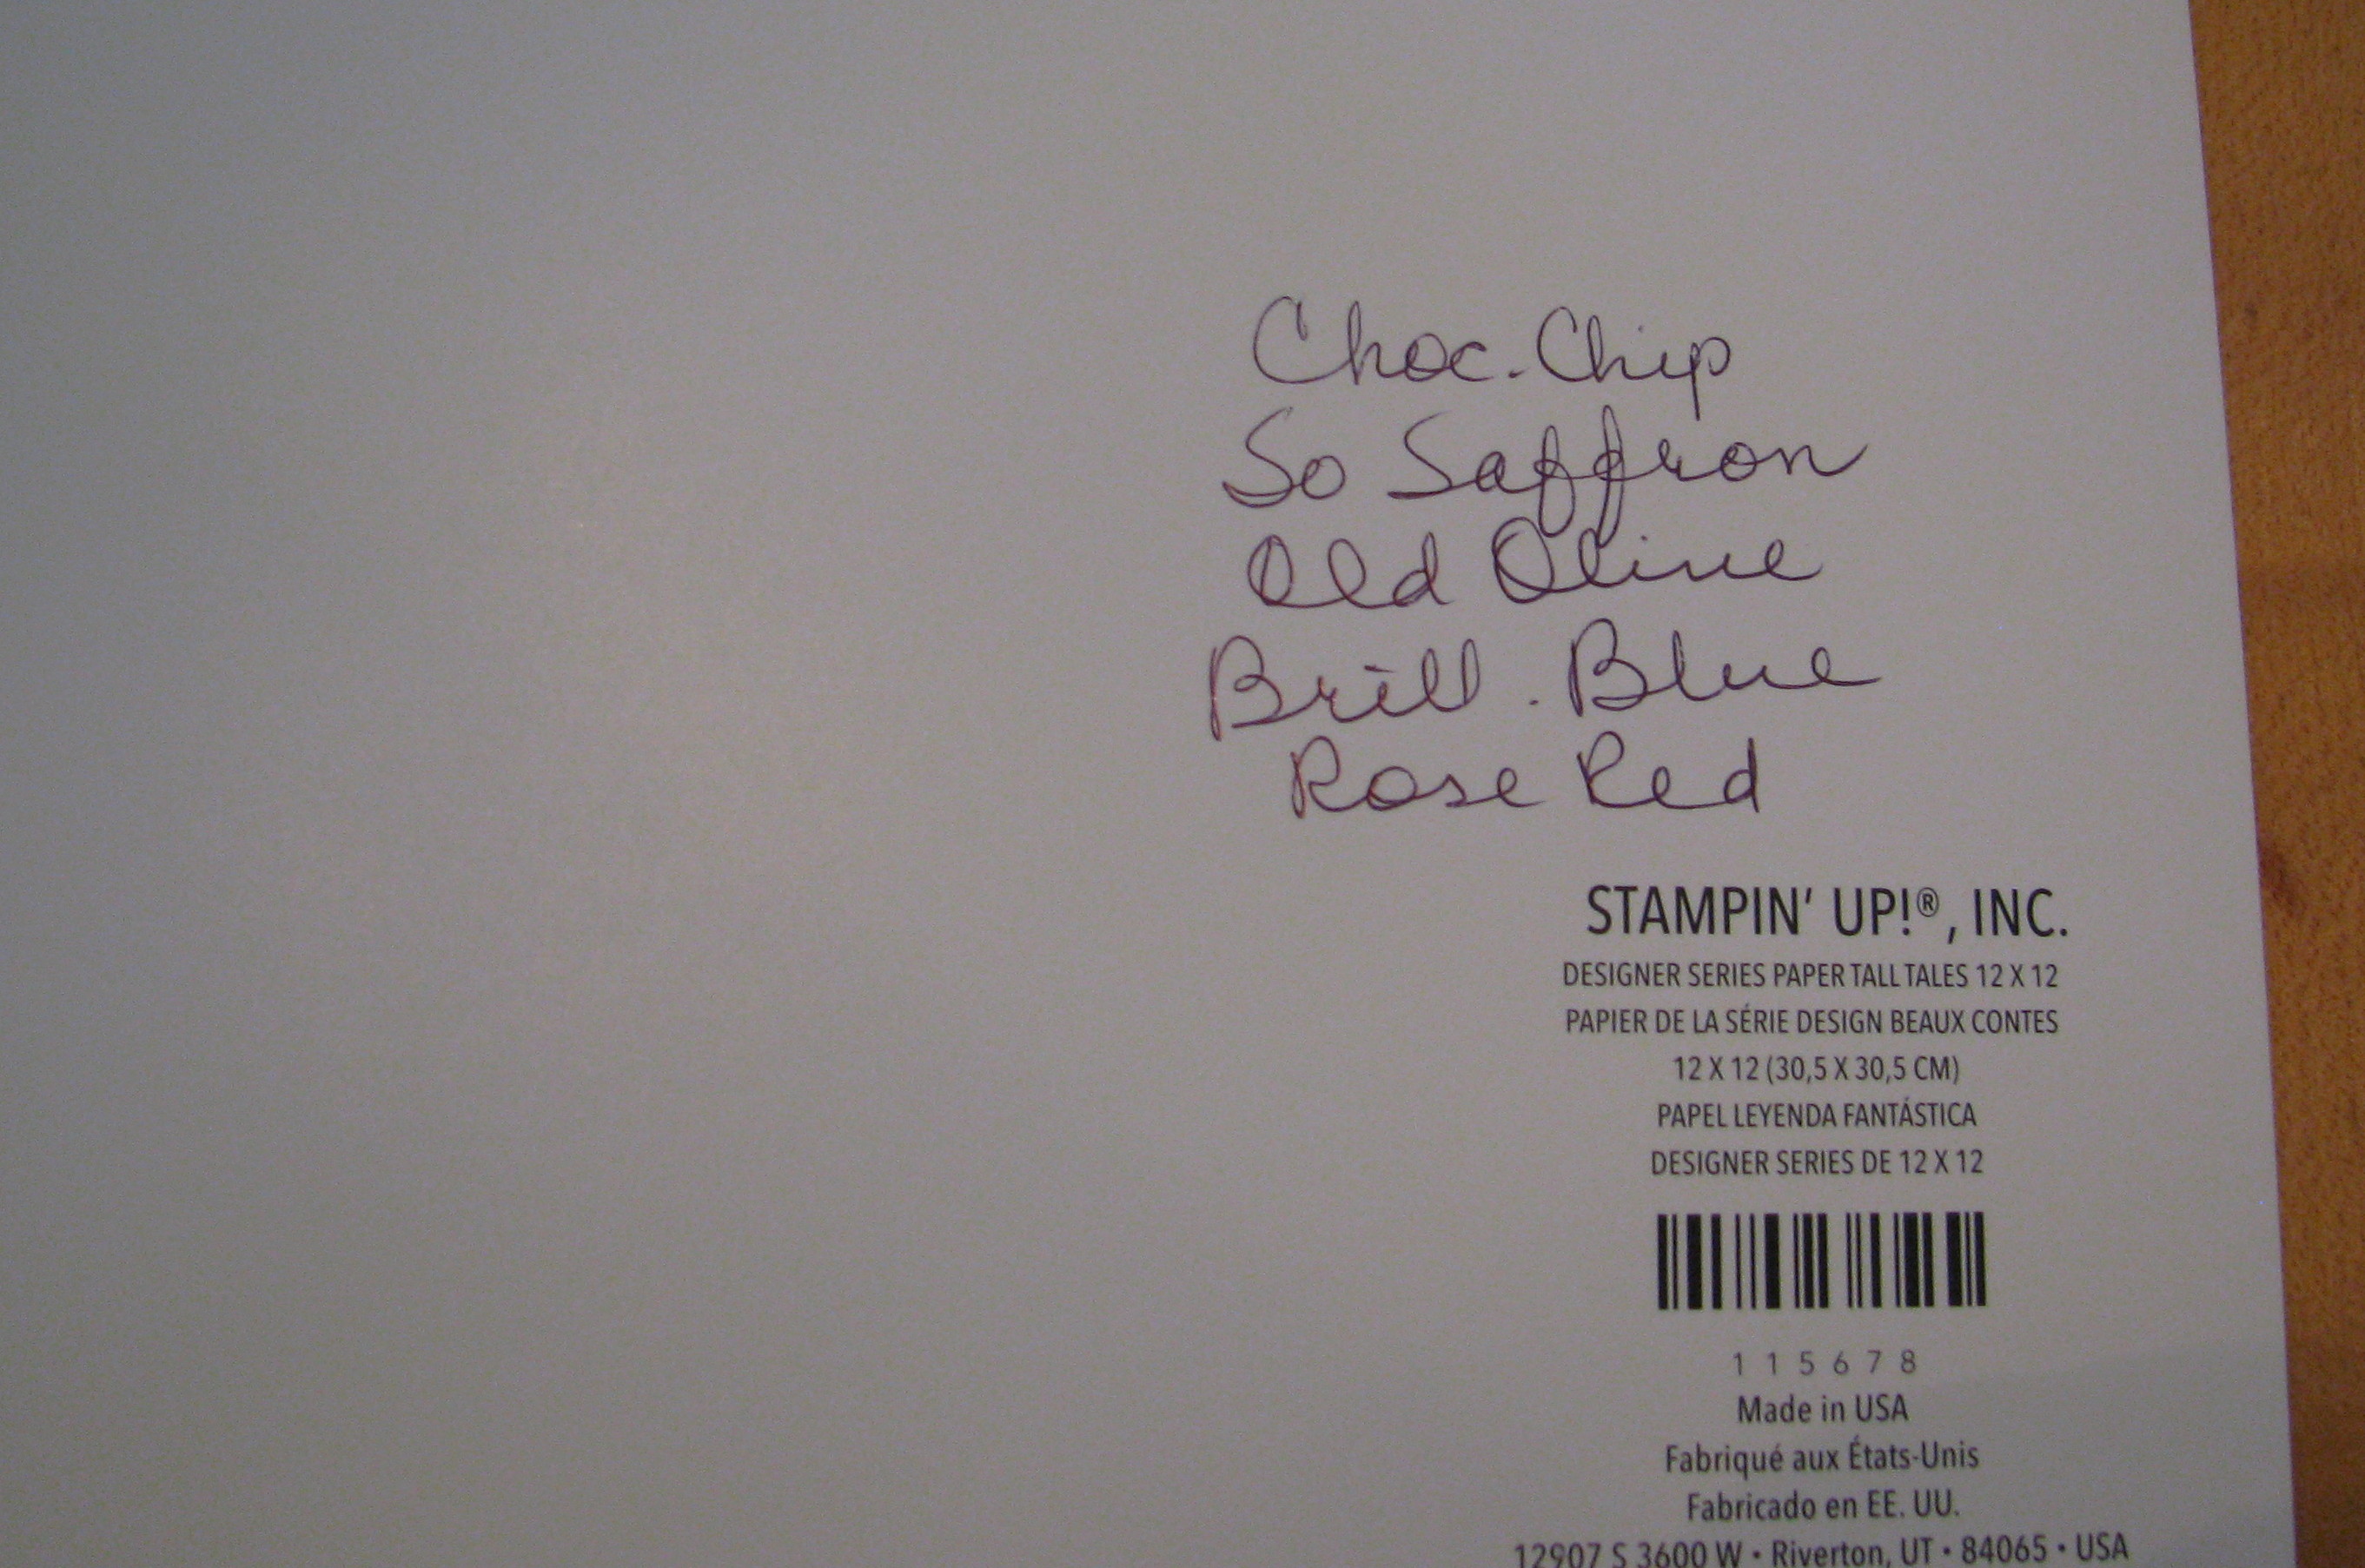 Choc. Chip
So Saffron
Old Olive
Brill. Blue
Rose Red
STAMPIN' UP!®, INC.
DESIGNER SERIES PAPER TALL TALES 12 X 12
PAPIER DE LA SÉRIE DESIGN BEAUX CONTES
12 X 12 (30,5 X 30,5 CM)
PAPEL LEYENDA FANTÁSTICA
DESIGNER SERIES DE 12 X 12
1 1 5 6 7 8
Made in USA
Fabriqué aux États-Unis
Fabricado en EE. UU.
12907 S 3600 W • Riverton, UT • 84065 • USA